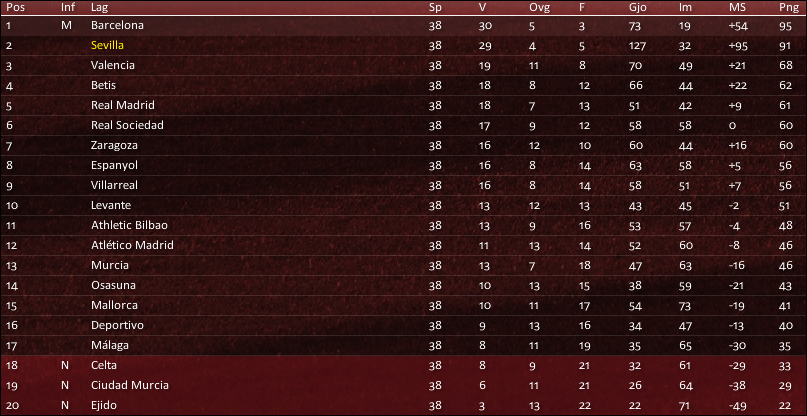 Pos Inf Lag Sp V Ovg F Gjo Im MS Png
1 M Barcelona 38 30 5 3 73 19 +54 95
2 Sevilla 38 29 4 5 127 32 +95 91
3 Valencia 38 19 11 8 70 49 +21 68
4 Betis 38 18 8 12 66 44 +22 62
5 Real Madrid 38 18 7 13 51 42 +9 61
6 Real Sociedad 38 17 9 12 58 58 0 60
7 Zaragoza 38 16 12 10 60 44 +16 60
8 Espanyol 38 16 8 14 63 58 +5 56
9 Villarreal 38 16 8 14 58 51 +7 56
10 Levante 38 13 12 13 43 45 -2 51
11 Athletic Bilbao 38 13 9 16 53 57 -4 48
12 Atlético Madrid 38 11 13 14 52 60 -8 46
13 Murcia 38 13 7 18 47 63 -16 46
14 Osasuna 38 10 13 15 38 59 -21 43
15 Mallorca 38 10 11 17 54 73 -19 41
16 Deportivo 38 9 13 16 34 47 -13 40
17 Málaga 38 8 11 19 35 65 -30 35
18 N Celta 38 8 9 21 32 61 -29 33
19 N Ciudad Murcia 38 6 11 21 26 64 -38 29
20 N Ejido 38 3 13 22 22 71 -49 22